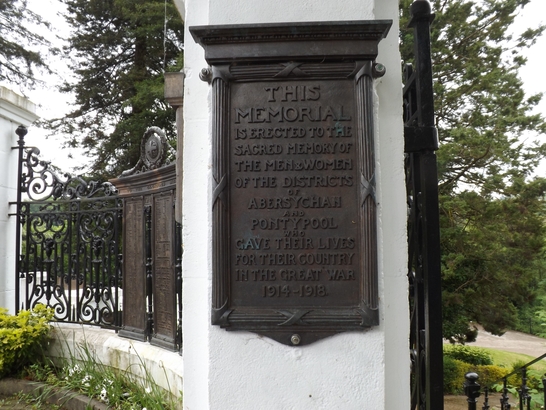 THIS
MEMORIAL
IS ERECTED TO THE
SACRED MEMORY OF
THE MEN & WOMEN
OF THE DISTRICTS
OF
ABERSYCHAN
AND
PONTYPOOL
WHO
GAVE THEIR LIVES
FOR THEIR COUNTRY
IN THE GREAT WAR
1914-1918.